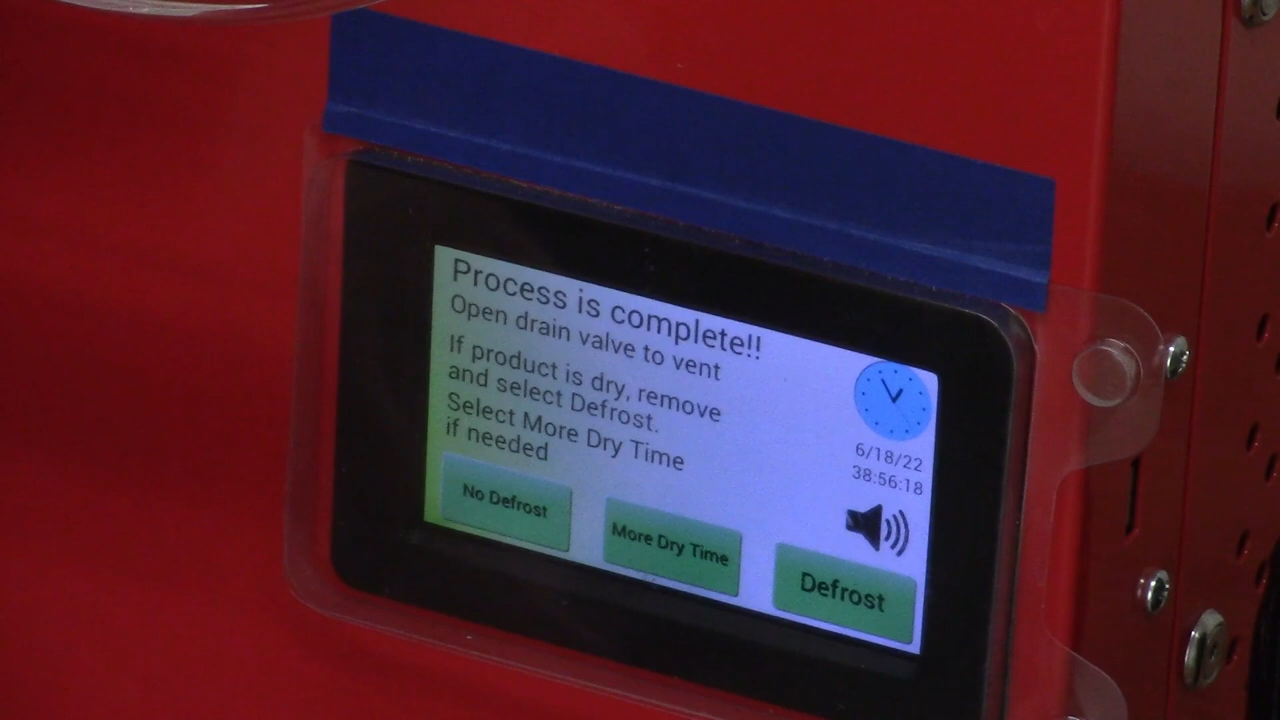 Process is complete!!
Open drain valve to vent
If product is dry, remove
and select Defrost.
Select More Dry Time
if needed
6/18/22
38:56:18
No Defrost
More Dry Time
Defrost